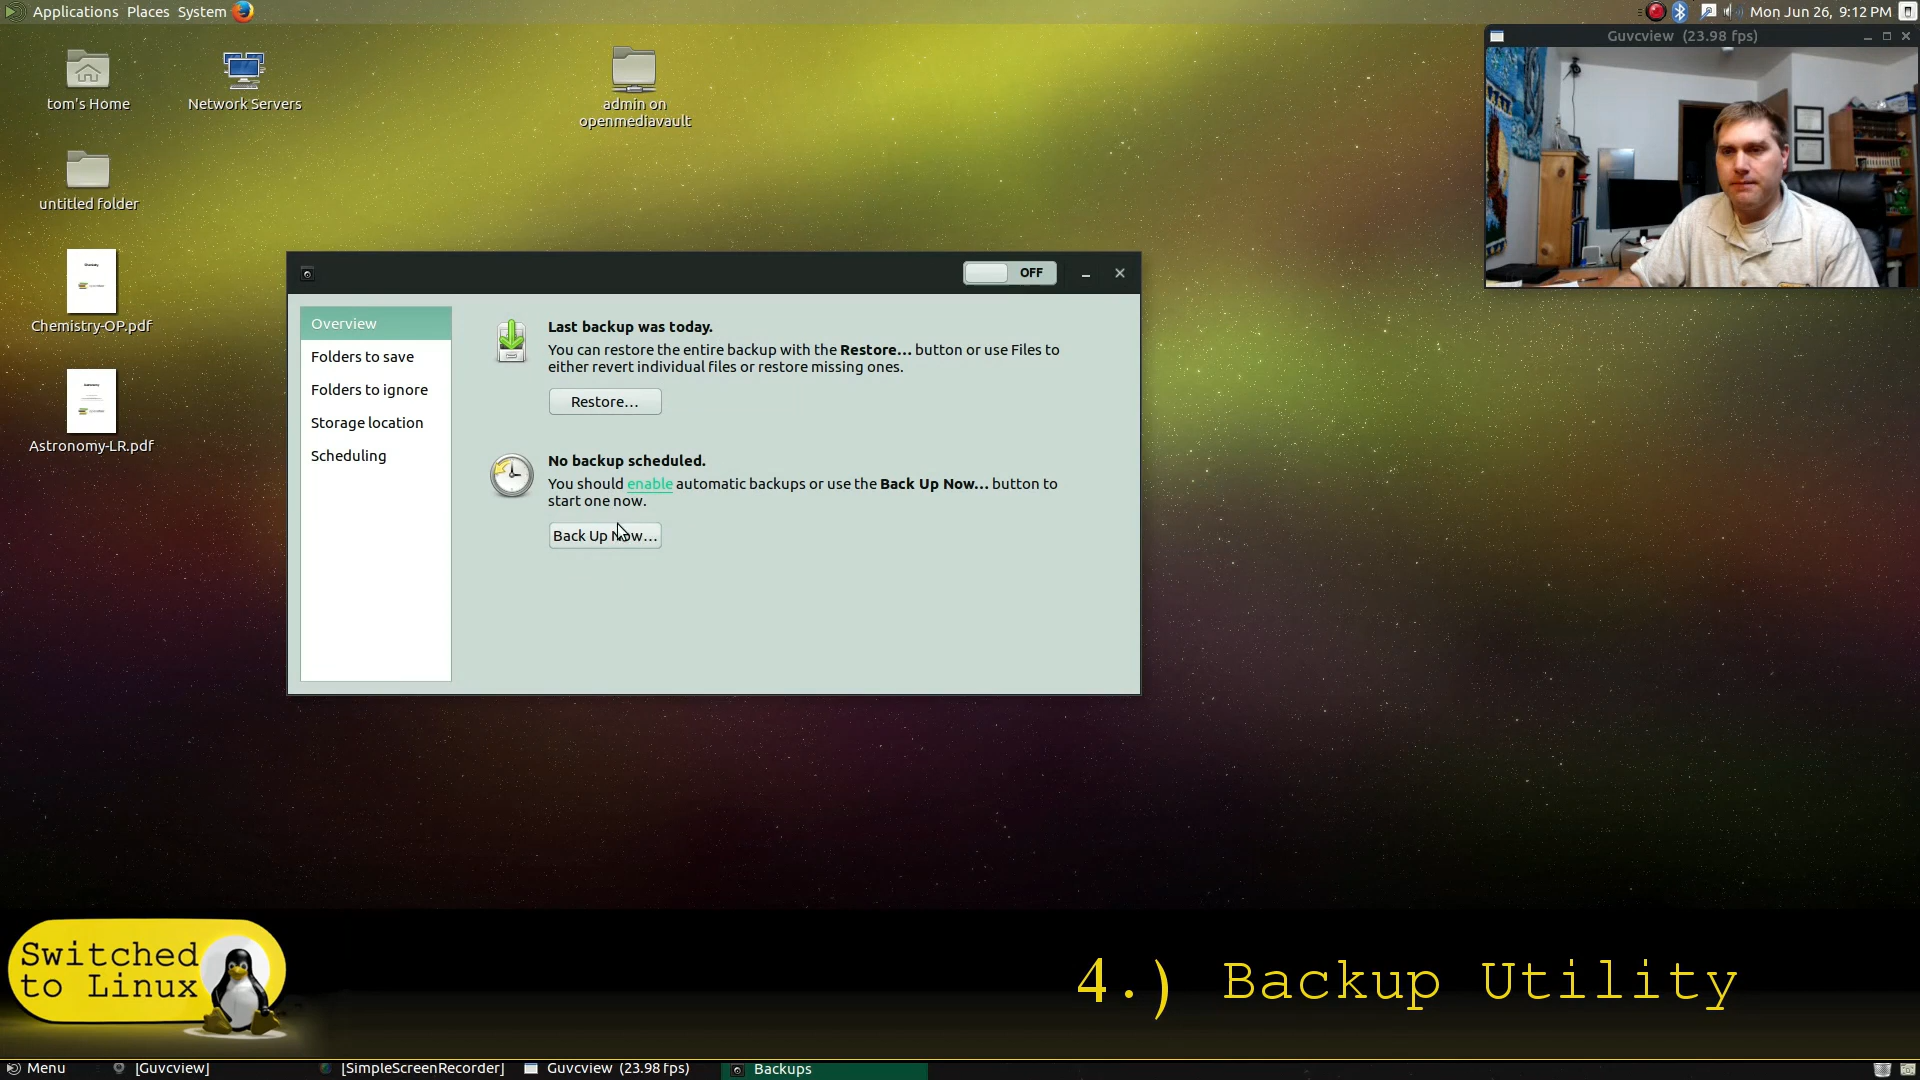 Applications Places System
Mon Jun 26, 9:12 PM
Guvcview (23.98 fps)
tom's Home
Network Servers
admin on
openmediavault
untitled folder
Chemistry-OP.pdf
Astronomy-LR.pdf
OFF
Overview
Folders to save
Folders to ignore
Storage location
Scheduling
Last backup was today.
You can restore the entire backup with the Restore... button or use Files to
either revert individual files or restore missing ones.
Restore...
No backup scheduled.
You should enable automatic backups or use the Back Up Now... button to
start one now.
Back Up Now...
Switched
to Linux
4.) Backup Utility
Menu
[Guvcview]
[SimpleScreenRecorder]
Guvcview (23.98 fps)
Backups